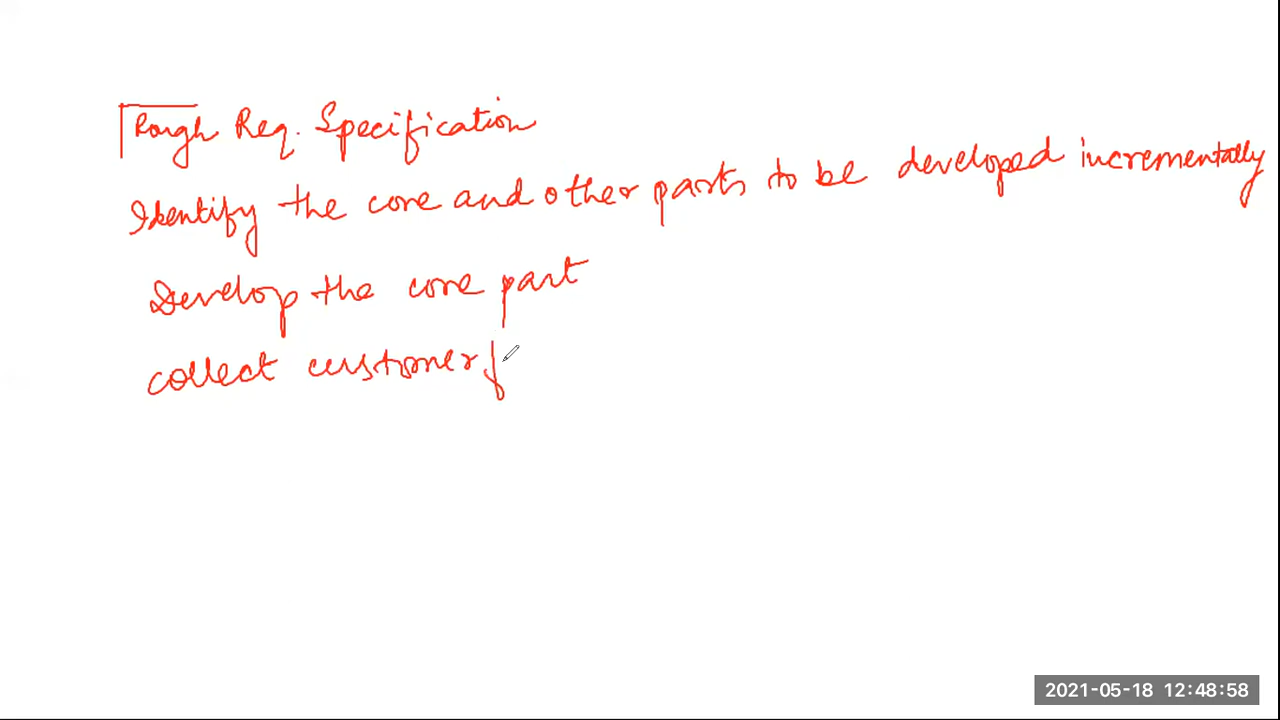 Rough Req. Specification
Identify the core and other parts to be developed incrementally
Develop the core part
collect customer f
2021-05-18 12:48:58